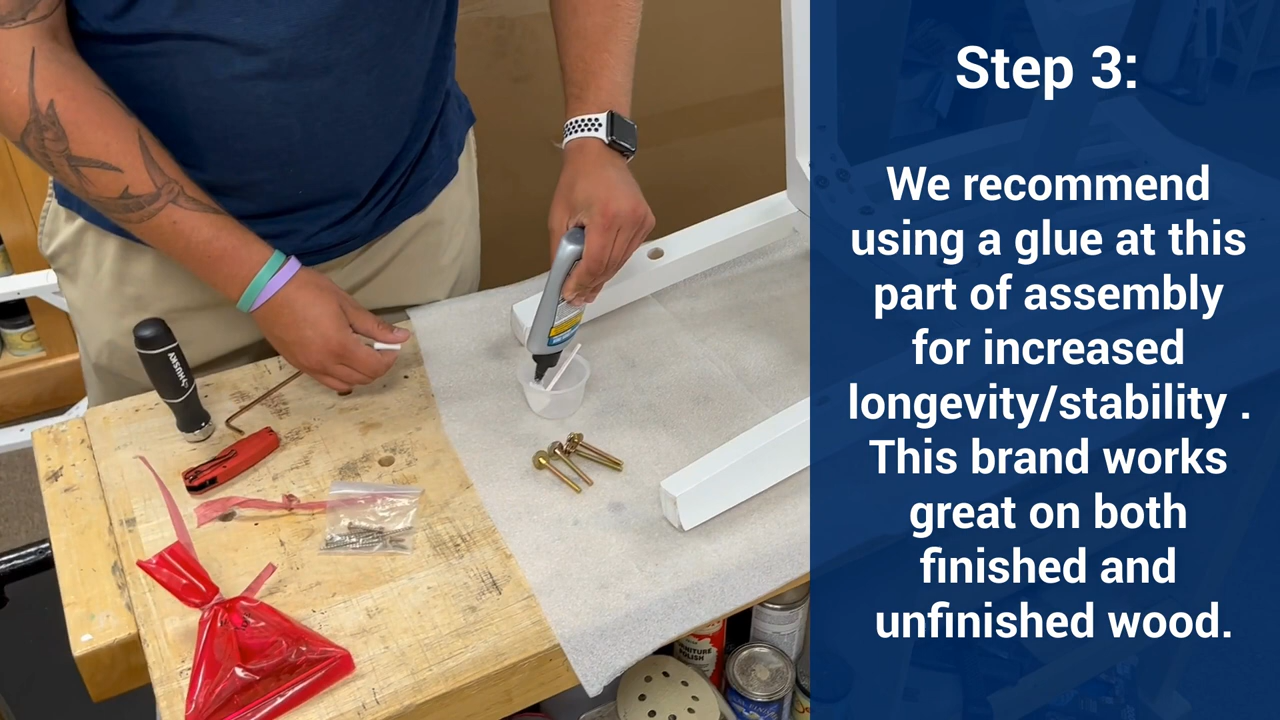 Step 3:
We recommend
using a glue at this
part of assembly
for increased
longevity/stability .
This brand works
great on both
finished and
unfinished wood.
HUSKY
POLISH